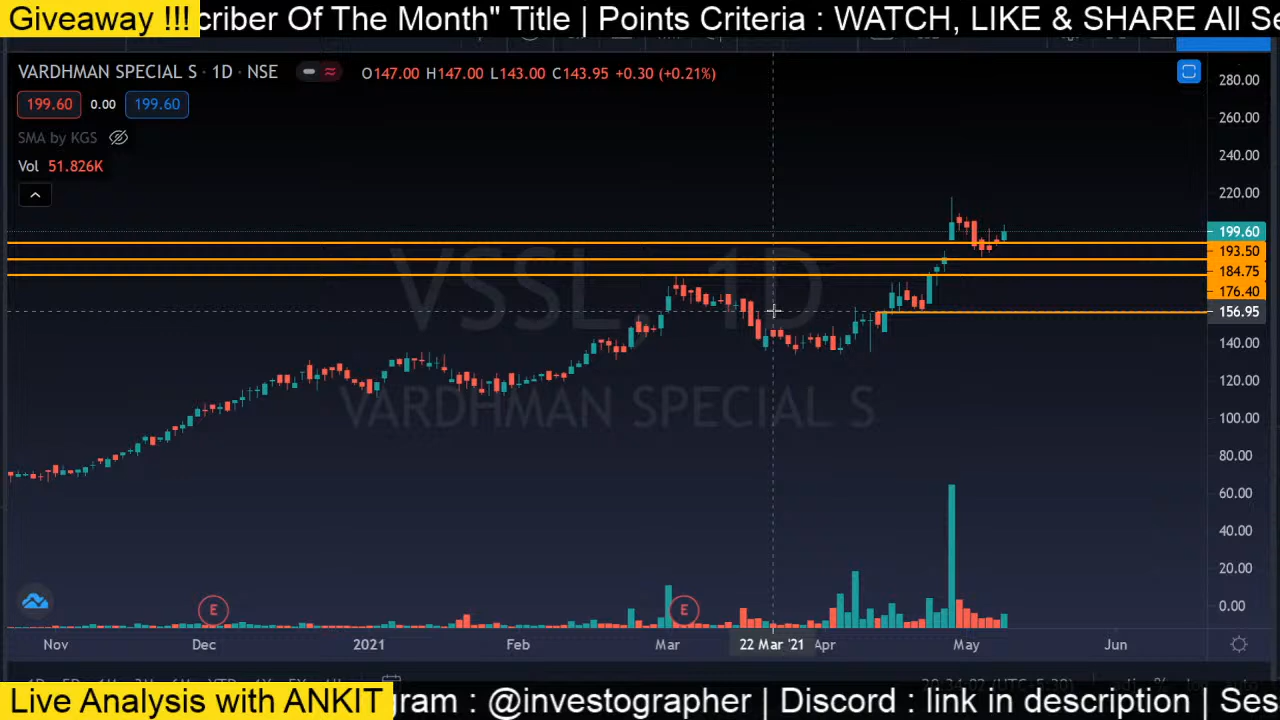 Giveaway !!! criber Of The Month" Title | Points Criteria : WATCH, LIKE & SHARE All Se
VARDHMAN SPECIAL S · 1D · NSE O147.00 H147.00 L143.00 C143.95 +0.30 (+0.21%)
199.60 0.00 199.60
SMA by KGS
Vol 51.826K
280.00
260.00
240.00
220.00
199.60
193.50
184.75
176.40
156.95
140.00
120.00
100.00
80.00
60.00
40.00
20.00
0.00
VSSL, 1D
VARDHMAN SPECIAL S
E E
Nov Dec 2021 Feb Mar 22 Mar '21 Apr May Jun
Live Analysis with ANKIT gram : @investographer | Discord : link in description | Ses